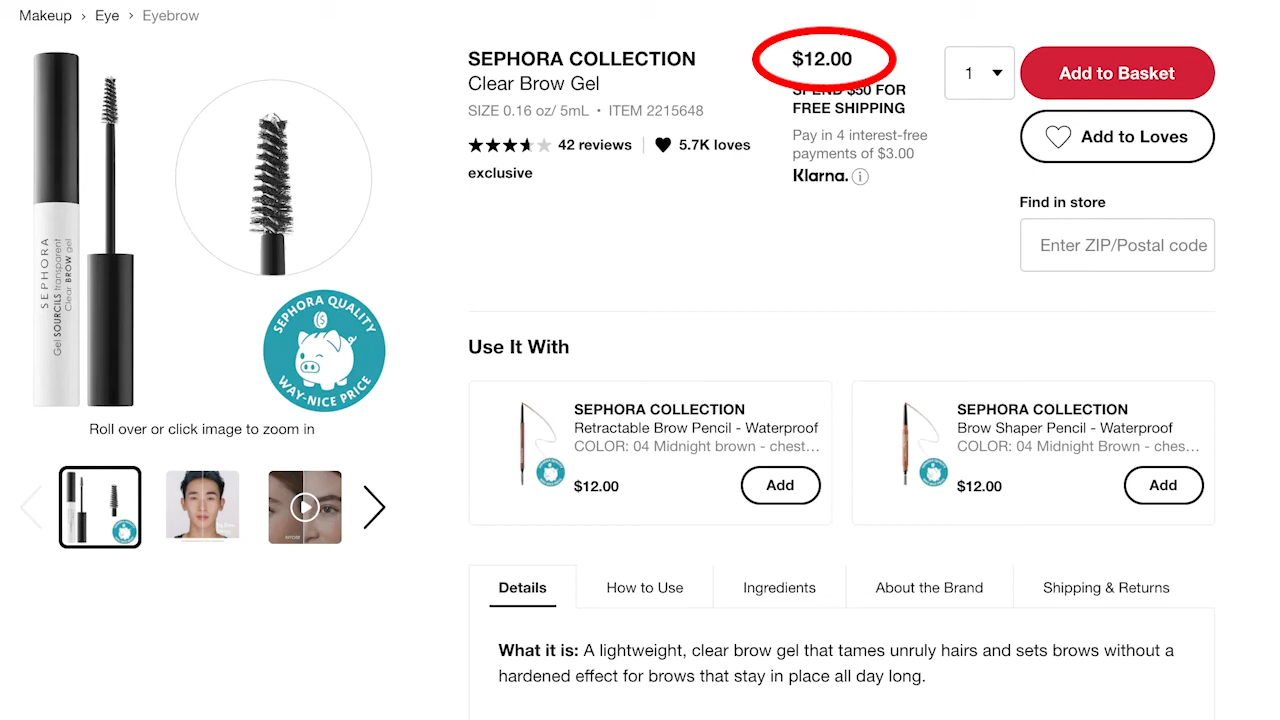 Makeup › Eye › Eyebrow
SEPHORA
Gel SOURCILS transparent
Clear BROW gel
SEPHORA QUALITY
WAY-NICE PRICE
Roll over or click image to zoom in
SEPHORA COLLECTION
Clear Brow Gel
SIZE 0.16 oz/ 5mL • ITEM 2215648
42 reviews
5.7K loves
exclusive
$12.00
SPEND $50 FOR
FREE SHIPPING
Pay in 4 interest-free
payments of $3.00
Klarna.
1
Add to Basket
Add to Loves
Find in store
Enter ZIP/Postal code
Use It With
SEPHORA COLLECTION
Retractable Brow Pencil - Waterproof
COLOR: 04 Midnight brown - chest…
$12.00
Add
SEPHORA COLLECTION
Brow Shaper Pencil - Waterproof
COLOR: 04 Midnight Brown - ches…
$12.00
Add
Details
How to Use
Ingredients
About the Brand
Shipping & Returns
What it is: A lightweight, clear brow gel that tames unruly hairs and sets brows without a
hardened effect for brows that stay in place all day long.